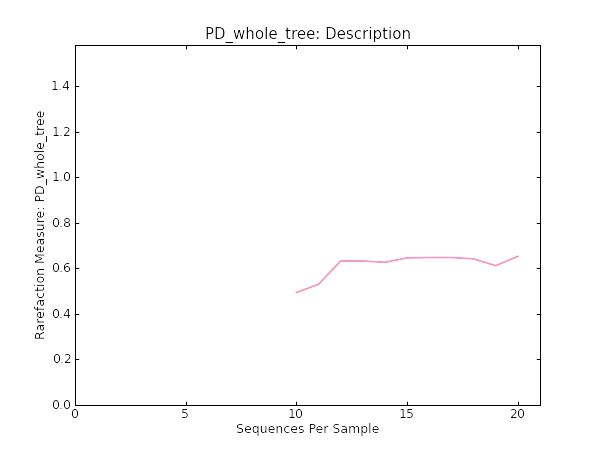 PD_whole_tree: Description
Rarefaction Measure: PD_whole_tree
1.4
1.2
1.0
0.8
0.6
0.4
0.2
0.0
0 5 10 15 20
Sequences Per Sample